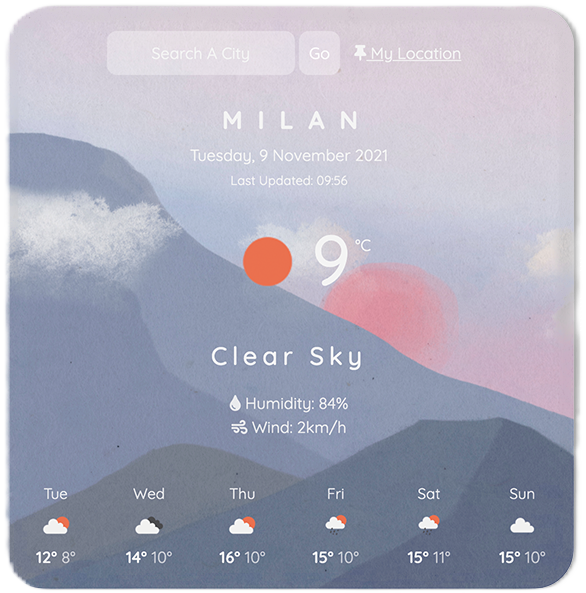 Search A City Go My Location
MILAN
Tuesday, 9 November 2021
Last Updated: 09:56
9 °C
Clear Sky
Humidity: 84%
Wind: 2km/h
Tue Wed Thu Fri Sat Sun
12° 8° 14° 10° 16° 10° 15° 10° 15° 11° 15° 10°